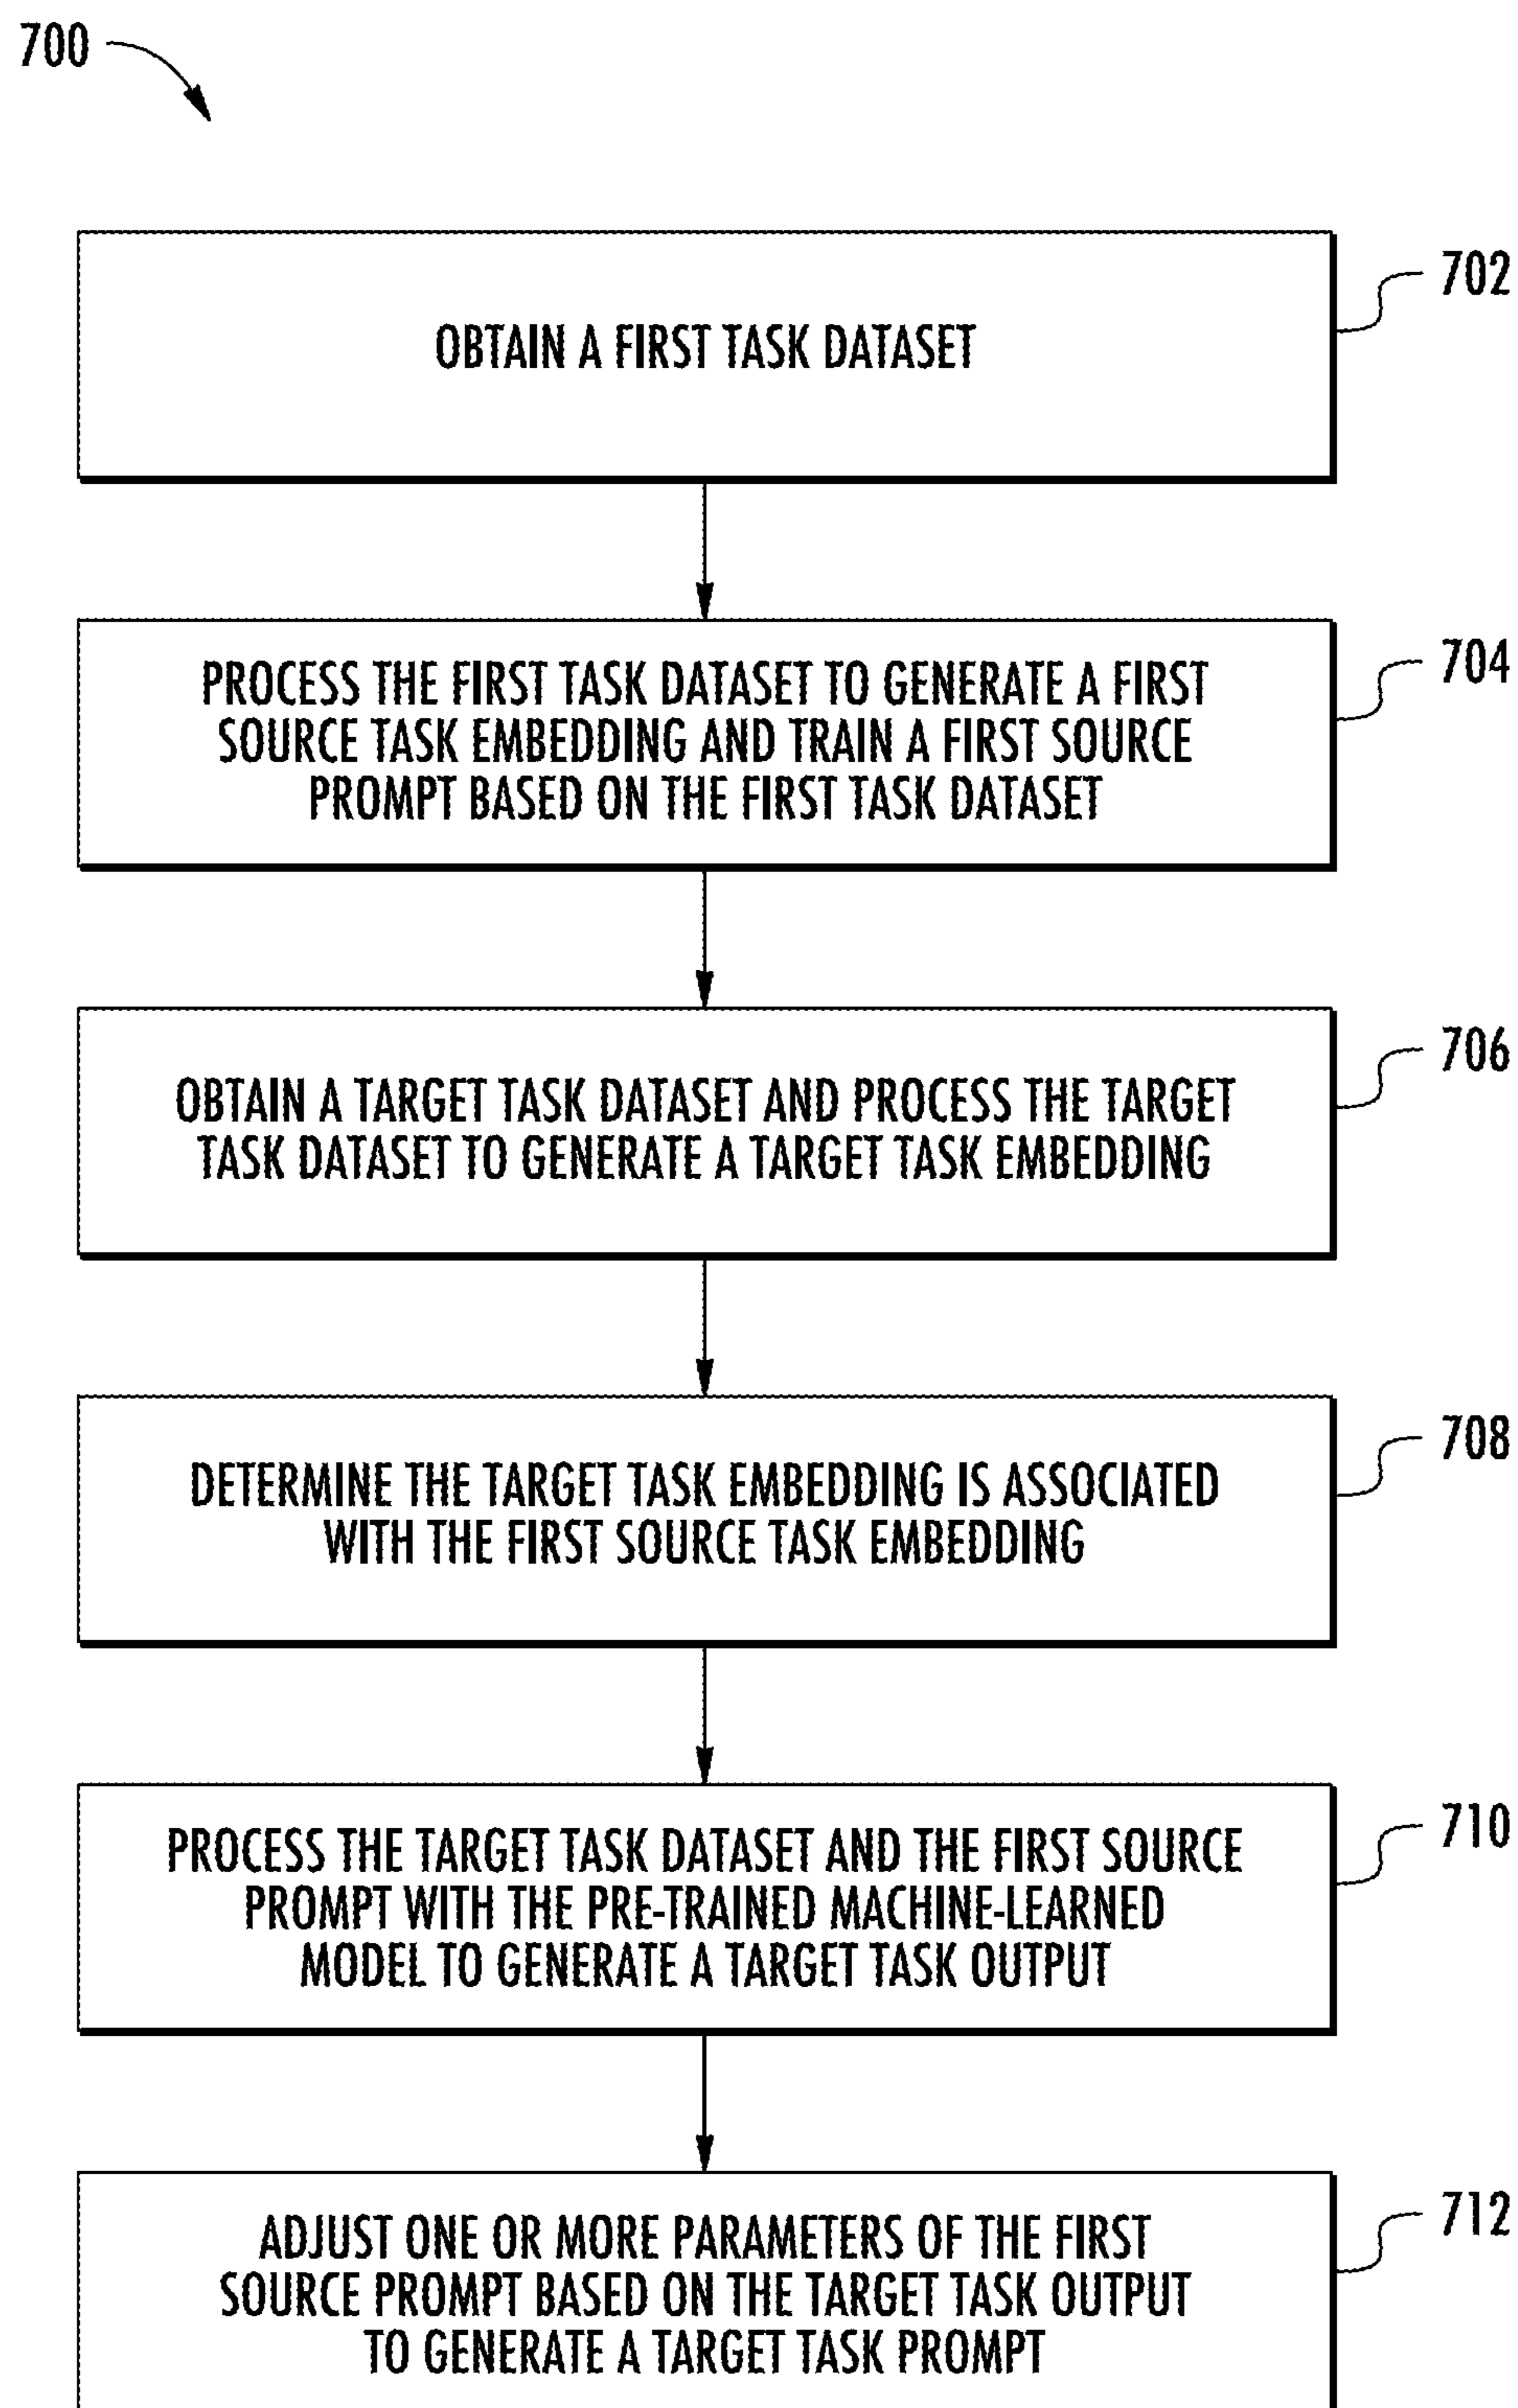 700
702
OBTAIN A FIRST TASK DATASET
704
PROCESS THE FIRST TASK DATASET TO GENERATE A FIRST
SOURCE TASK EMBEDDING AND TRAIN A FIRST SOURCE
PROMPT BASED ON THE FIRST TASK DATASET
706
OBTAIN A TARGET TASK DATASET AND PROCESS THE TARGET
TASK DATASET TO GENERATE A TARGET TASK EMBEDDING
708
DETERMINE THE TARGET TASK EMBEDDING IS ASSOCIATED
WITH THE FIRST SOURCE TASK EMBEDDING
710
PROCESS THE TARGET TASK DATASET AND THE FIRST SOURCE
PROMPT WITH THE PRE-TRAINED MACHINE-LEARNED
MODEL TO GENERATE A TARGET TASK OUTPUT
712
ADJUST ONE OR MORE PARAMETERS OF THE FIRST
SOURCE PROMPT BASED ON THE TARGET TASK OUTPUT
TO GENERATE A TARGET TASK PROMPT